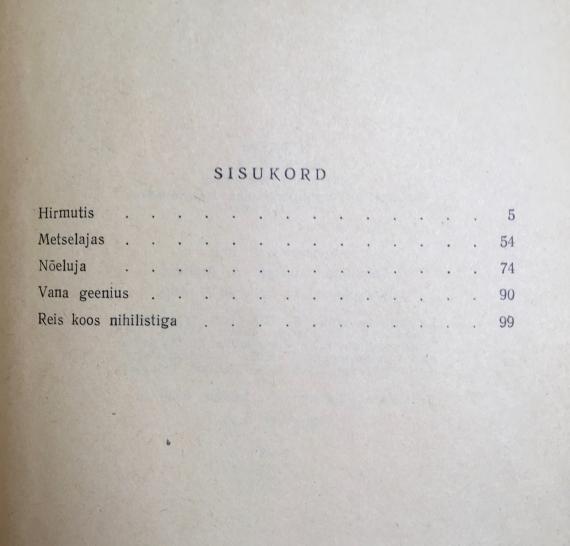 SISUKORD
Hirmutis . . . . . . . . . . . . . . 5
Metselajas . . . . . . . . . . . . . . 54
Nõeluja . . . . . . . . . . . . . . 74
Vana geenius . . . . . . . . . . . . . 90
Reis koos nihilistiga . . . . . . . . . . . 99